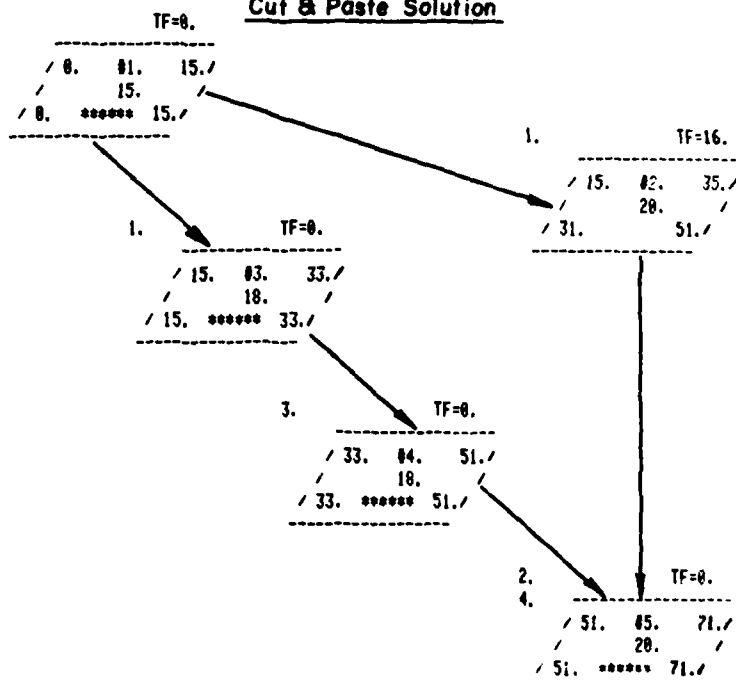 Cut & Paste Solution
TF=0.
/ 0. #1. 15./
/ 15. /
/ 0. ****** 15./
1. TF=16.
/ 15. #2. 35./
/ 20. /
/ 31. 51./
1. TF=0.
/ 15. #3. 33./
/ 18. /
/ 15. ****** 33./
3. TF=0.
/ 33. #4. 51./
/ 18. /
/ 33. ****** 51./
2. TF=0.
4.
/ 51. #5. 71./
/ 20. /
/ 51. ****** 71./